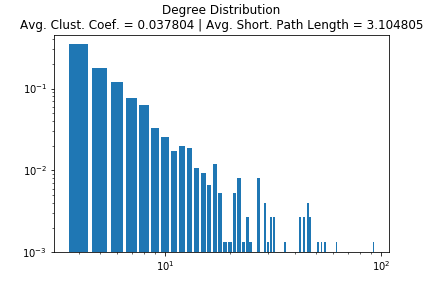 Degree Distribution
Avg. Clust. Coef. = 0.037804 | Avg. Short. Path Length = 3.104805
10⁻¹
10⁻²
10⁻³
10¹
10²